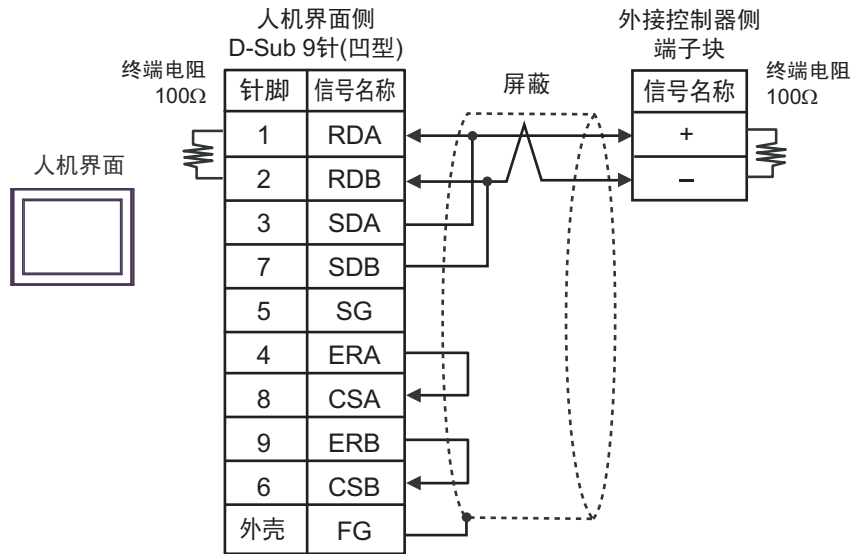 人机界面侧
D-Sub 9针(凹型)
外接控制器侧
端子块
终端电阻
100Ω
屏蔽
终端电阻
100Ω
人机界面
针脚 信号名称
1 RDA
2 RDB
3 SDA
7 SDB
5 SG
4 ERA
8 CSA
9 ERB
6 CSB
外壳 FG
信号名称
+
–